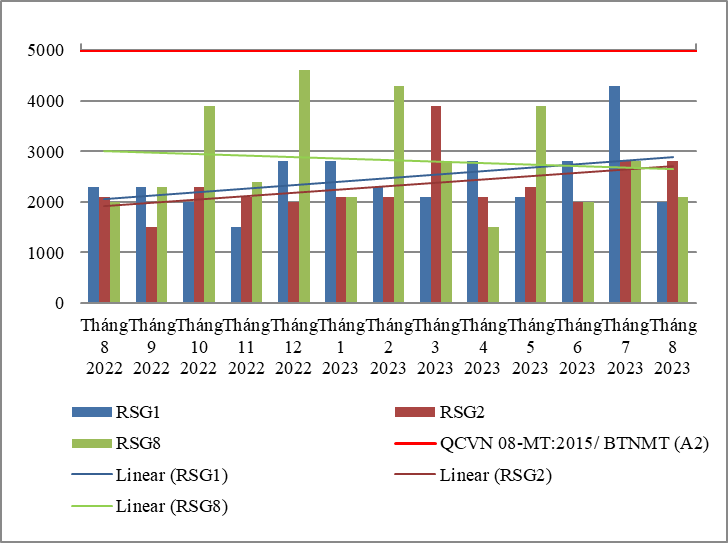 5000
4000
3000
2000
1000
0
Tháng Tháng Tháng Tháng Tháng Tháng Tháng Tháng Tháng Tháng Tháng Tháng Tháng
8 9 10 11 12 1 2 3 4 5 6 7 8
2022 2022 2022 2022 2022 2023 2023 2023 2023 2023 2023 2023 2023
RSG1 RSG2
RSG8 QCVN 08-MT:2015/ BTNMT (A2)
Linear (RSG1) Linear (RSG2)
Linear (RSG8)